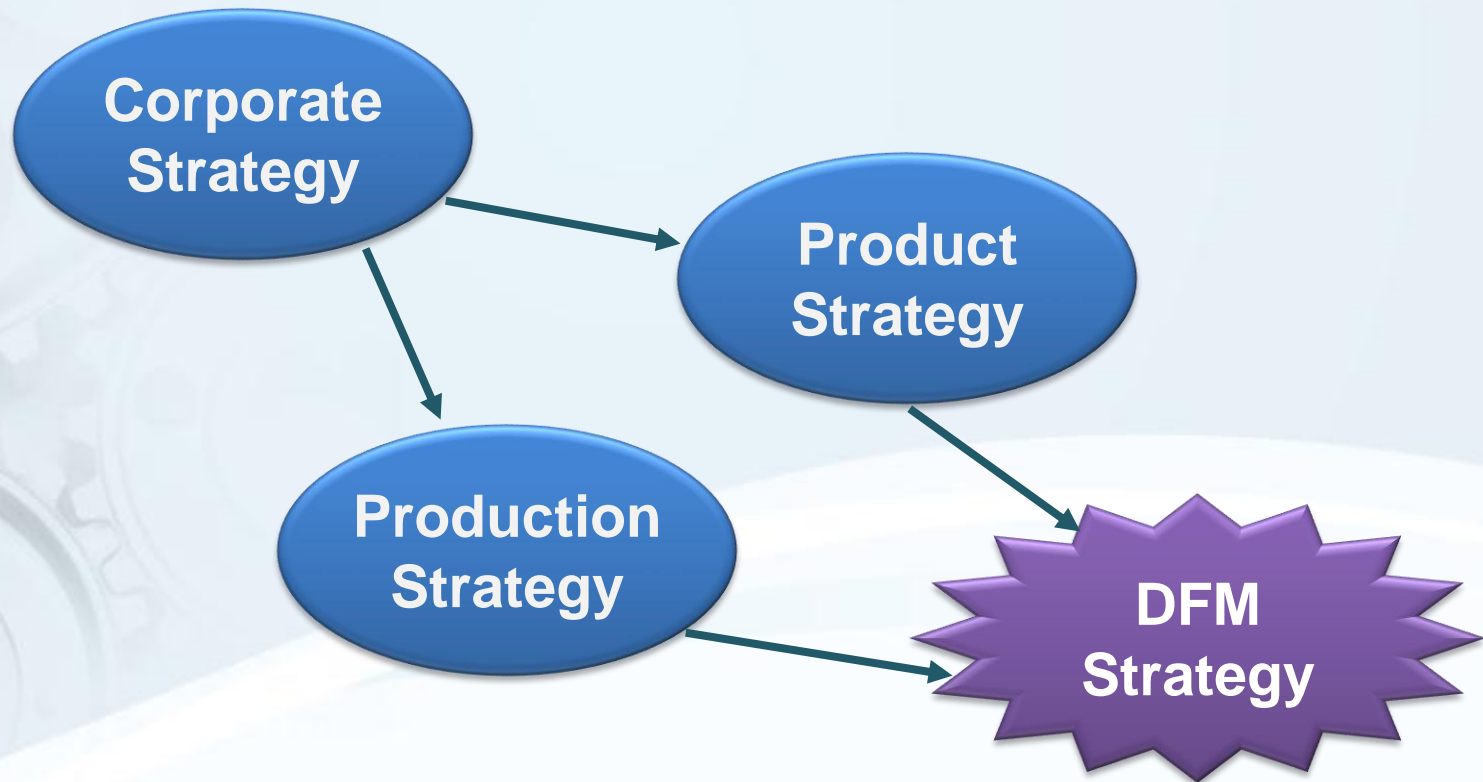 Corporate
Strategy
Product
Strategy
Production
Strategy
DFM
Strategy